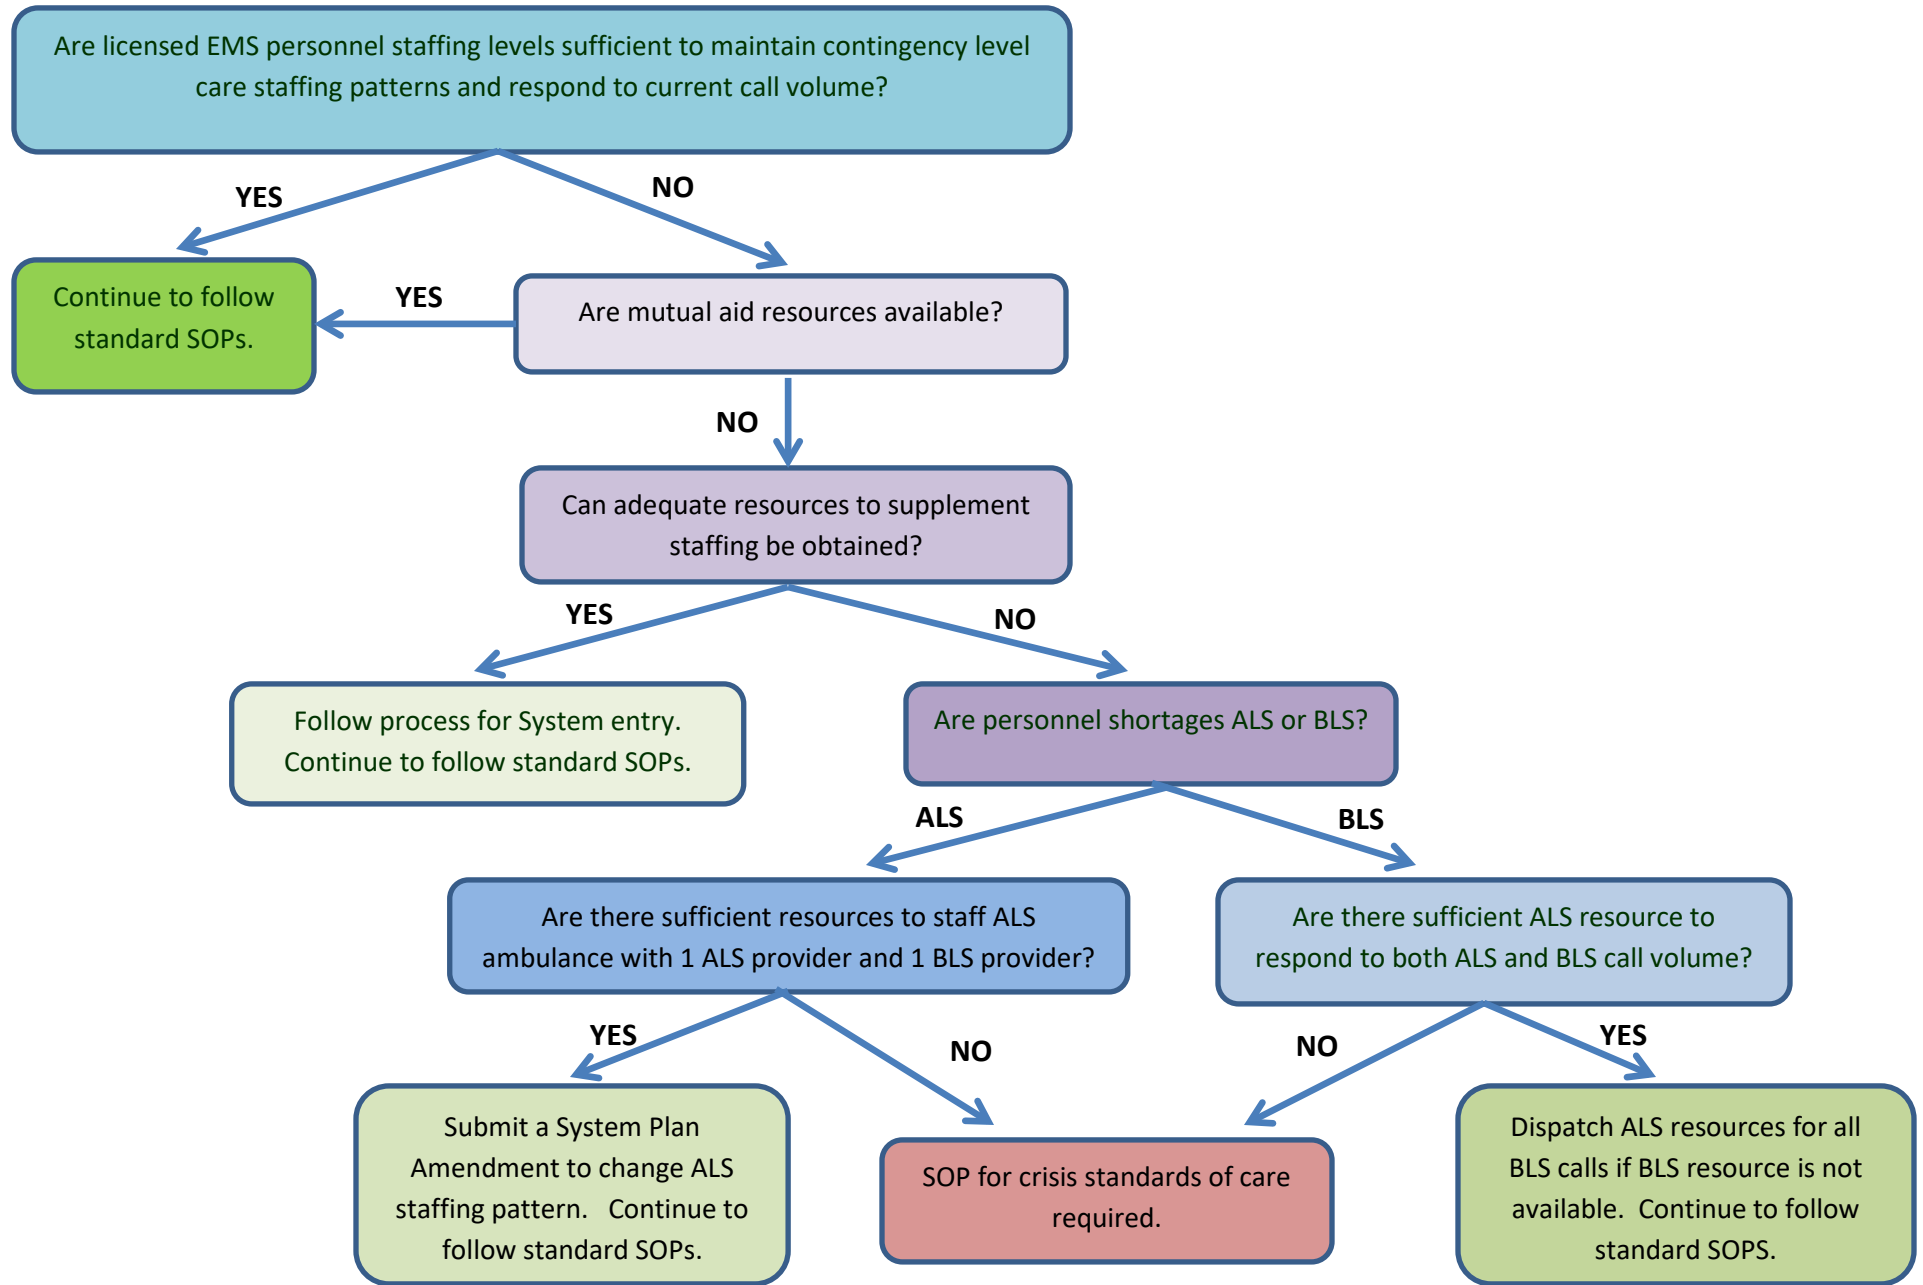 Are licensed EMS personnel staffing levels sufficient to maintain contingency level
care staffing patterns and respond to current call volume?
YES
NO
Continue to follow
standard SOPs.
YES
Are mutual aid resources available?
NO
Can adequate resources to supplement
staffing be obtained?
YES
NO
Follow process for System entry.
Continue to follow standard SOPs.
Are personnel shortages ALS or BLS?
ALS
BLS
Are there sufficient resources to staff ALS
ambulance with 1 ALS provider and 1 BLS provider?
Are there sufficient ALS resource to
respond to both ALS and BLS call volume?
YES
NO
NO
YES
Submit a System Plan
Amendment to change ALS
staffing pattern.   Continue to
follow standard SOPs.
SOP for crisis standards of care
required.
Dispatch ALS resources for all
BLS calls if BLS resource is not
available.  Continue to follow
standard SOPS.